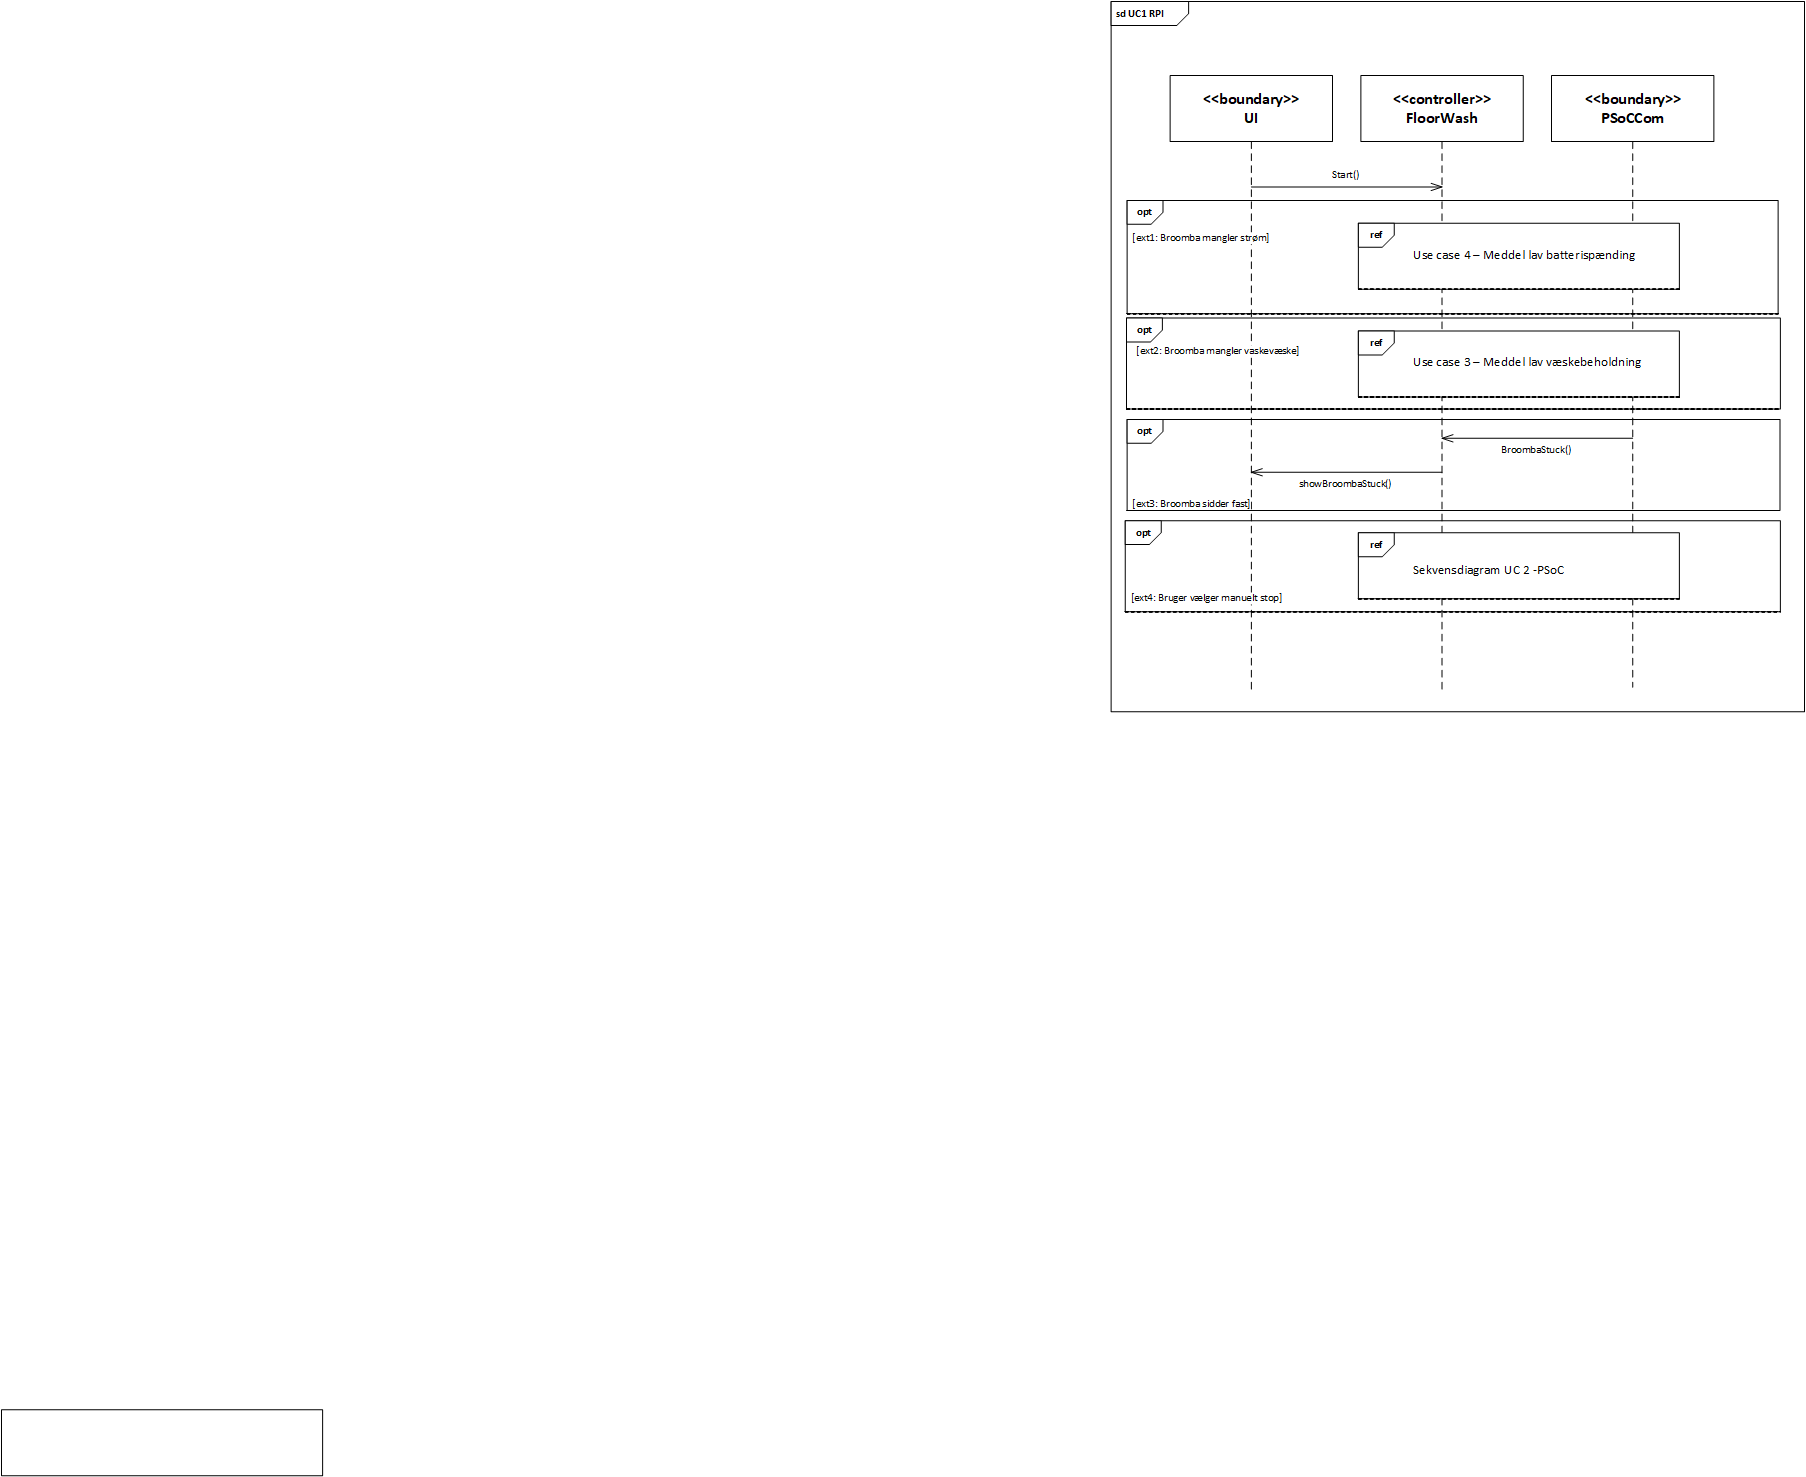 sd UC1 RPI
<<boundary>>
UI
<<controller>>
FloorWash
<<boundary>>
PSoCCom
Start()
opt
[ext1: Broomba mangler strøm]
ref
Use case 4 – Meddel lav batterispænding
opt
[ext2: Broomba mangler vaskevæske]
ref
Use case 3 – Meddel lav væskebeholdning
opt
BroombaStuck()
showBroombaStuck()
[ext3: Broomba sidder fast]
opt
ref
Sekvensdiagram UC 2 -PSoC
[ext4: Bruger vælger manuelt stop]